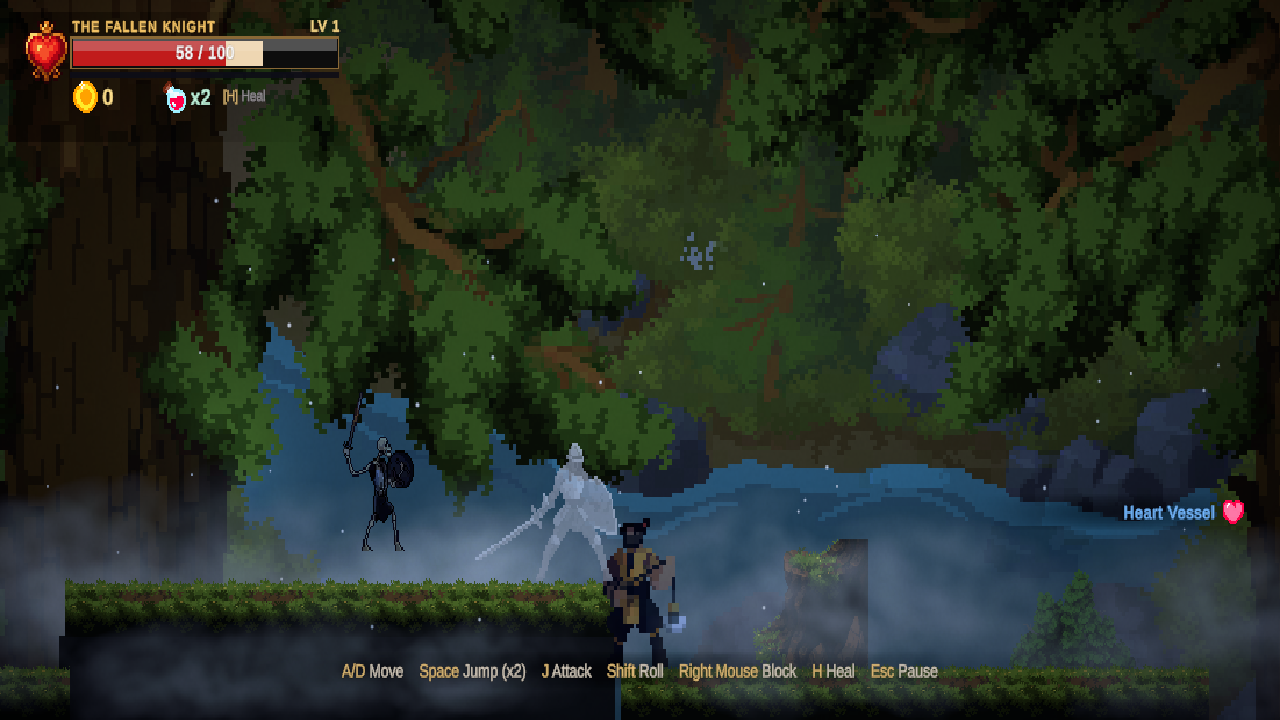 THE FALLEN KNIGHT LV 1
58 / 100
0 x2 [H] Heal
Heart Vessel
A/D Move Space Jump (x2) J Attack Shift Roll Right Mouse Block H Heal Esc Pause